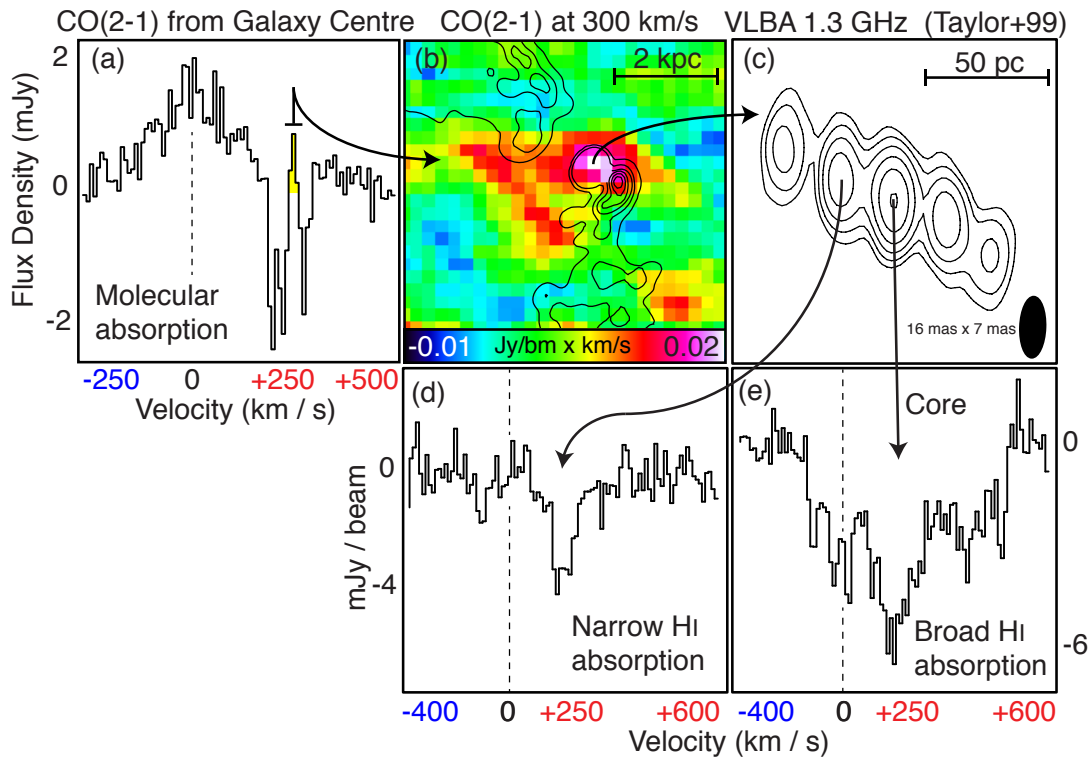 CO(2-1) from Galaxy Centre
CO(2-1) at 300 km/s
VLBA 1.3 GHz (Taylor+99)
(a)
2
0
-2
Flux Density (mJy)
Molecular
absorption
-250 0 +250 +500
Velocity (km / s)
(b)
2 kpc
-0.01 Jy/bm x km/s 0.02
(c)
50 pc
16 mas x 7 mas
(d)
0
-4
mJy / beam
Narrow HI
absorption
-400 0 +250 +600
(e)
Core
0
-6
Broad HI
absorption
-400 0 +250 +600
Velocity (km / s)